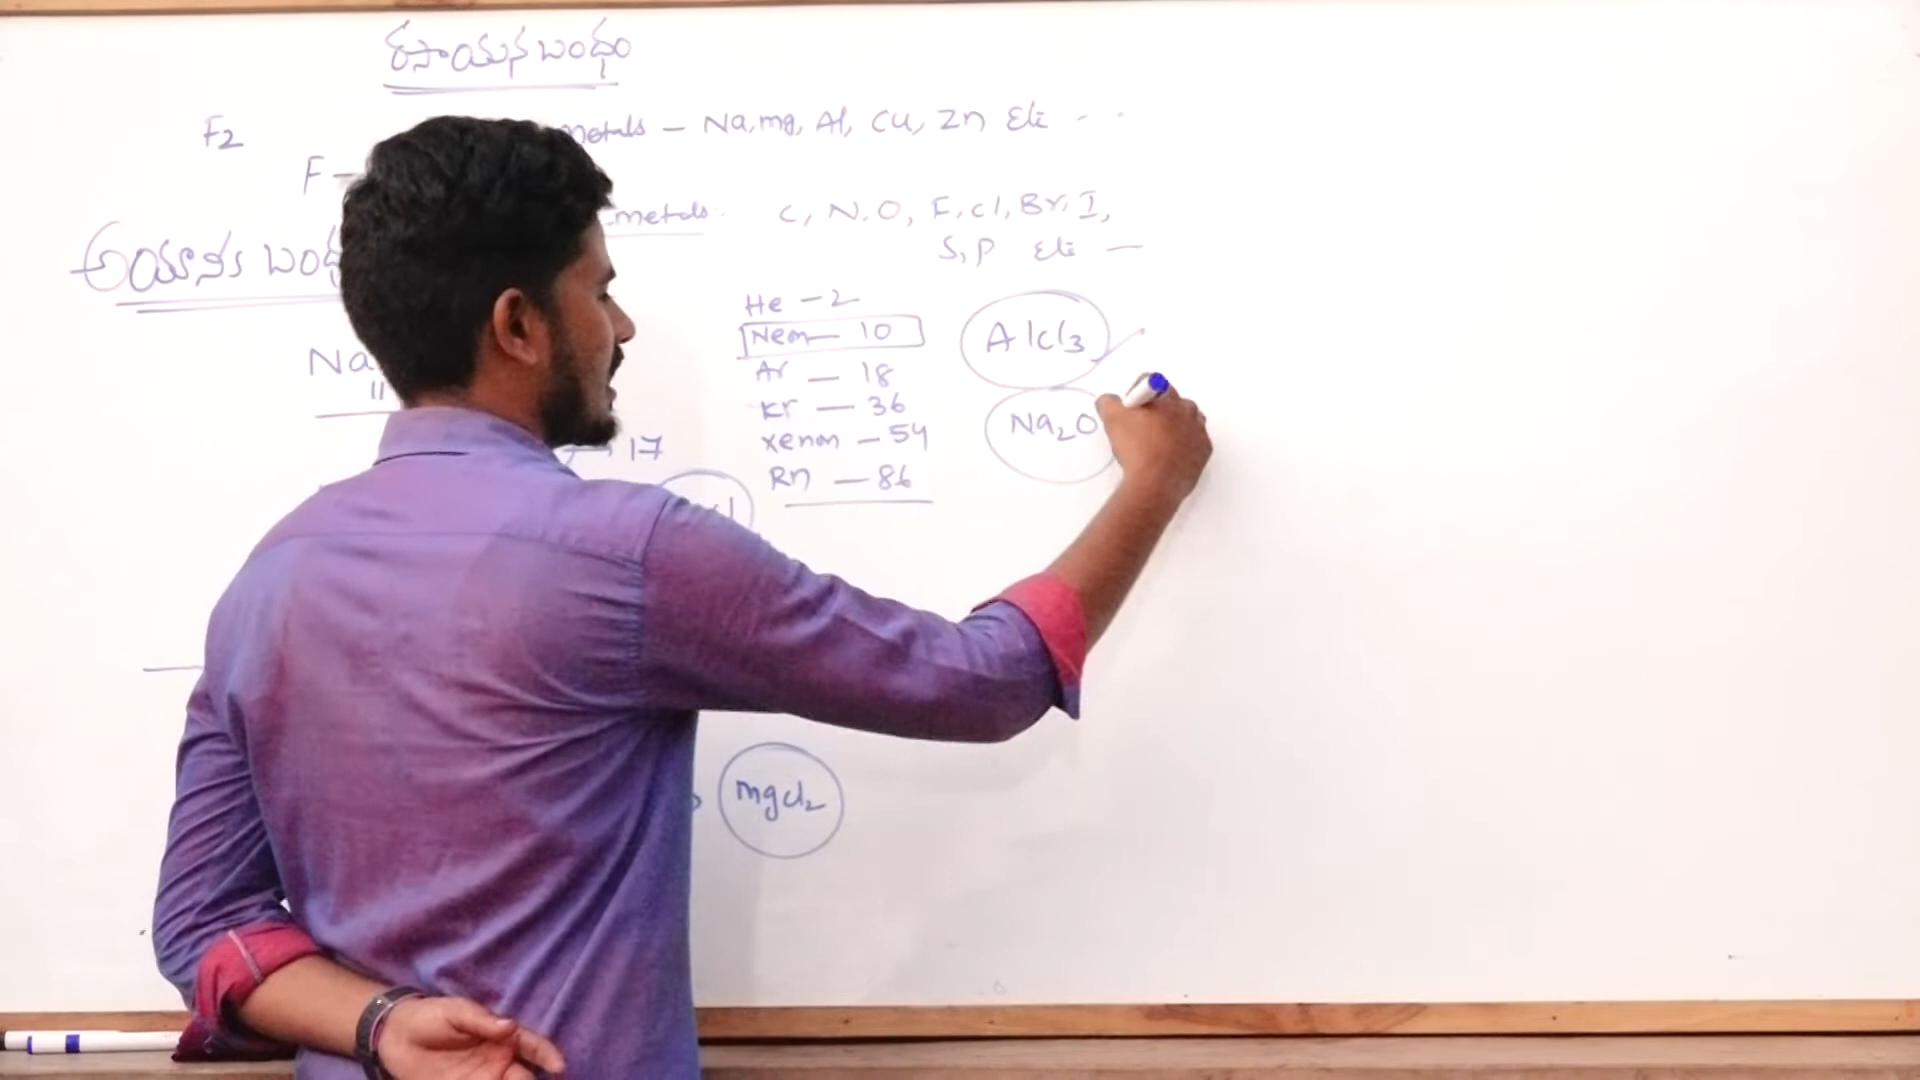 రసాయన బంధం
F2
metals — Na, mg, Al, Cu, Zn Etc - -
F —
metals. C, N, O, F, Cl, Br, I,
S, P Etc —
అయానిక బంధ
He — 2
Neon — 10
AlCl3
Na
11
Ar — 18
Kr — 36
Na2O
17
xenon — 54
Rn — 86
mgcl2